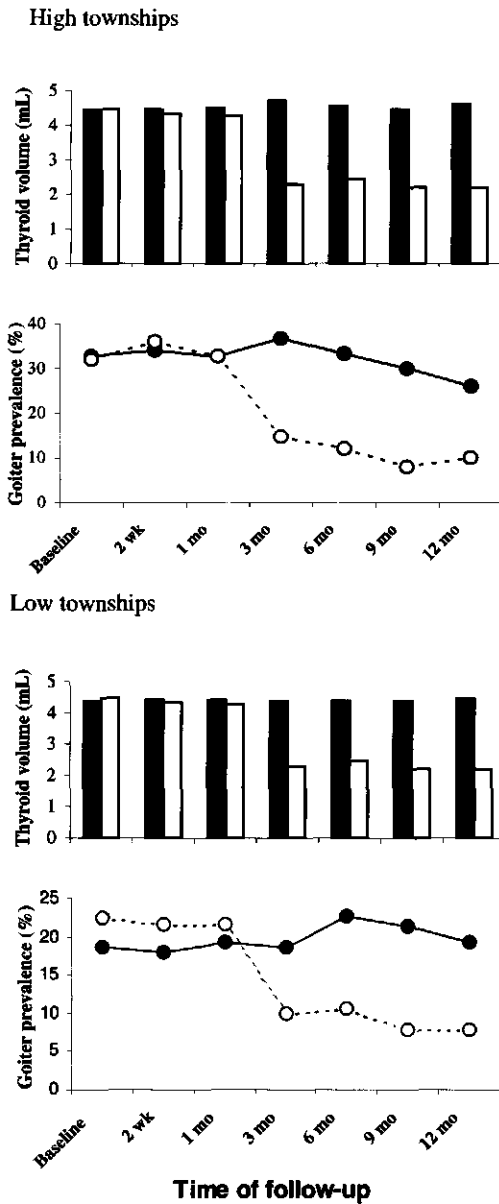 High townships
Thyroid volume (mL)
5
4
3
2
1
0
Goiter prevalence (%)
40
30
20
10
0
Baseline
2 wk
1 mo
3 mo
6 mo
9 mo
12 mo
Low townships
Thyroid volume (mL)
5
4
3
2
1
0
Goiter prevalence (%)
25
20
15
10
5
0
Baseline
2 wk
1 mo
3 mo
6 mo
9 mo
12 mo
Time of follow-up